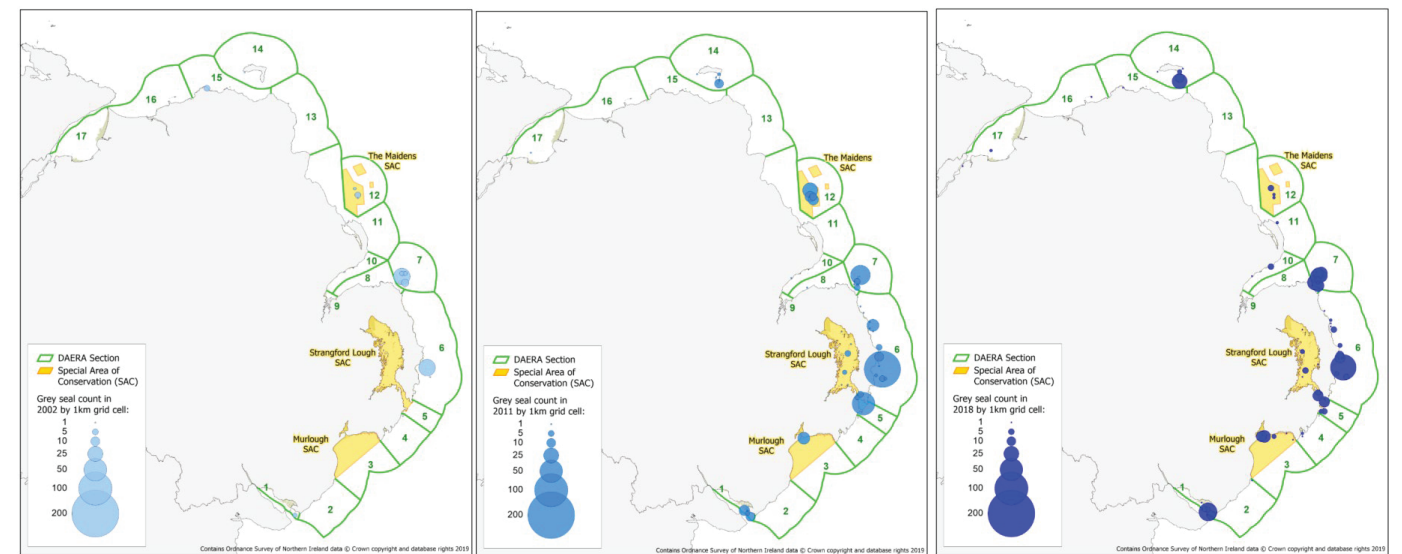 14
15
16
13
17
The Maidens
SAC
12
11
7
10
8
9
6
Strangford Lough
SAC
5
Murlough
SAC
4
3
1
2
DAERA Section
Special Area of
Conservation (SAC)
Grey seal count in
2002 by 1km grid cell:
1
5
10
25
50
100
200
Contains Ordnance Survey of Northern Ireland data © Crown copyright and database rights 2019
14
15
16
13
17
The Maidens
SAC
12
11
7
10
8
9
6
Strangford Lough
SAC
5
4
Murlough
SAC
3
1
2
DAERA Section
Special Area of
Conservation (SAC)
Grey seal count in
2011 by 1km grid cell:
1
5
10
25
50
100
200
Contains Ordnance Survey of Northern Ireland data © Crown copyright and database rights 2019
14
15
16
13
17
The Maidens
SAC
12
11
7
10
8
9
6
Strangford Lough
SAC
5
4
Murlough
SAC
3
1
2
DAERA Section
Special Area of
Conservation (SAC)
Grey seal count in
2018 by 1km grid cell:
1
5
10
25
50
100
200
Contains Ordnance Survey of Northern Ireland data © Crown copyright and database rights 2019